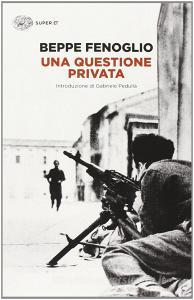 SUPER ET
BEPPE FENOGLIO
UNA QUESTIONE
PRIVATA
Introduzione di Gabriele Pedullà